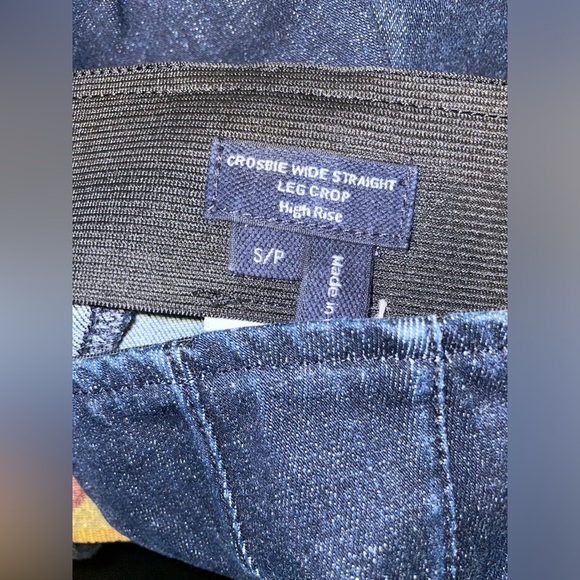 CROSBIE WIDE STRAIGHT
LEG CROP
High Rise
S/P
Made in